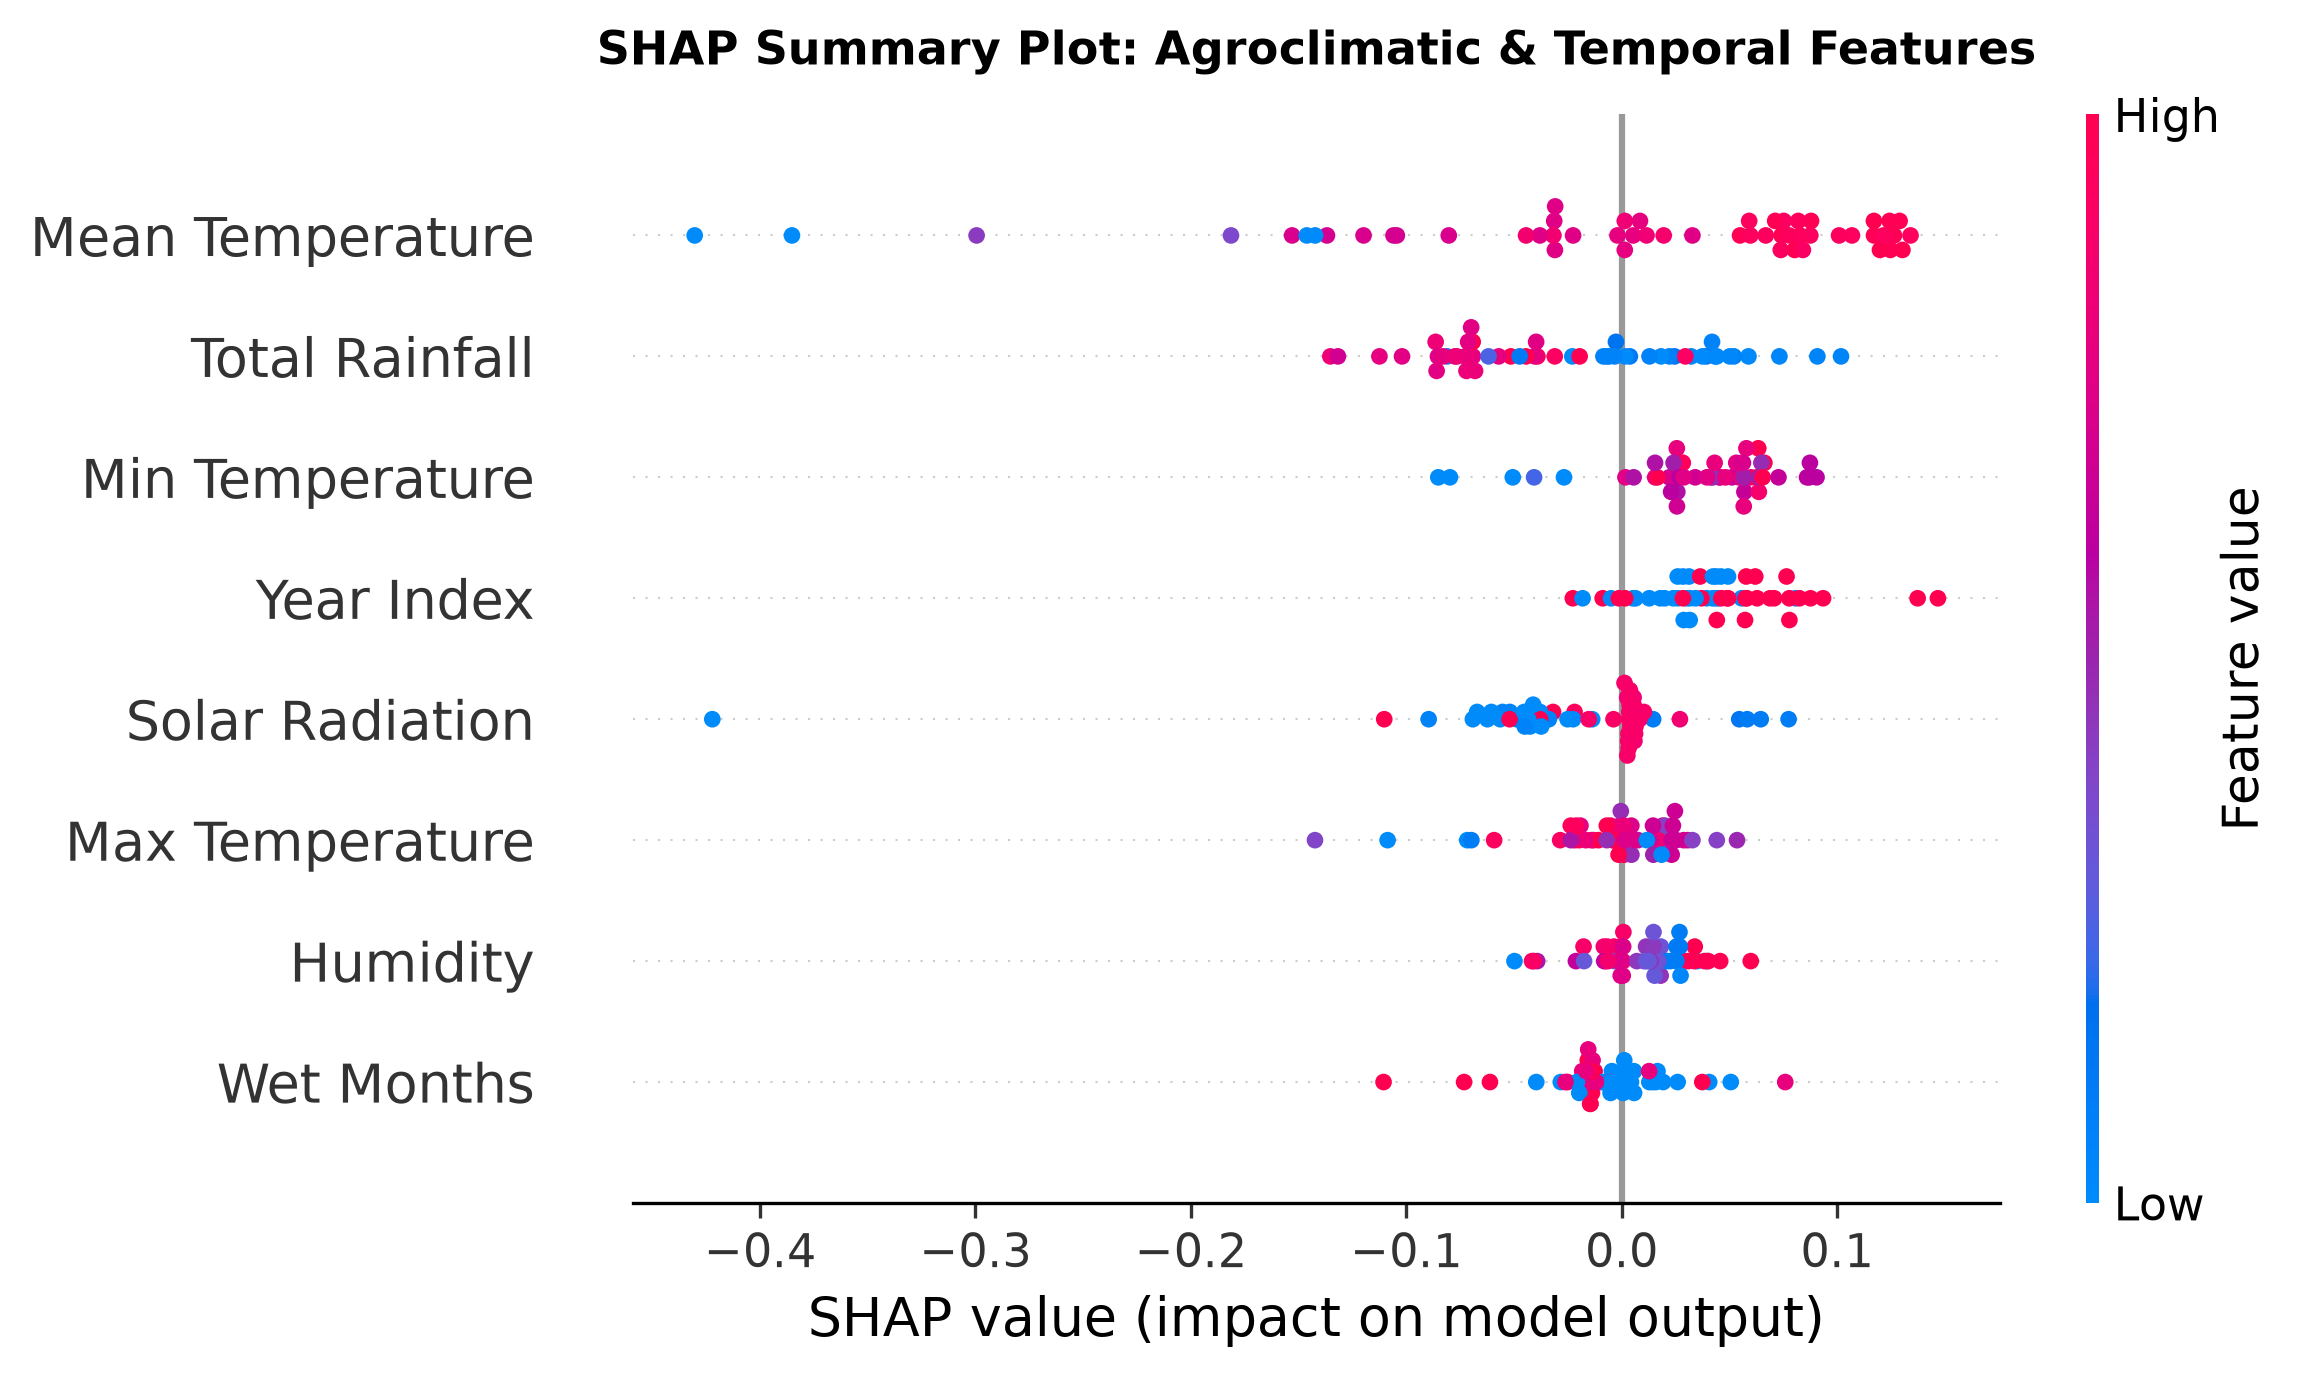 SHAP Summary Plot: Agroclimatic & Temporal Features
High
Mean Temperature
Total Rainfall
Min Temperature
Year Index
Solar Radiation
Max Temperature
Humidity
Wet Months
Feature value
Low
−0.4 −0.3 −0.2 −0.1 0.0 0.1
SHAP value (impact on model output)